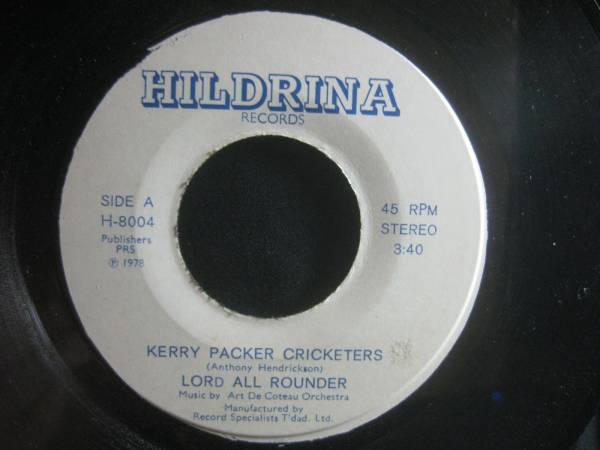 HILDRINA
RECORDS
SIDE A
H-8004
Publishers
PRS
℗ 1978
45 RPM
STEREO
3:40
KERRY PACKER CRICKETERS
(Anthony Hendrickson)
LORD ALL ROUNDER
Music by Art De Coteau Orchestra
Manufactured by
Record Specialists T'dad. Ltd.